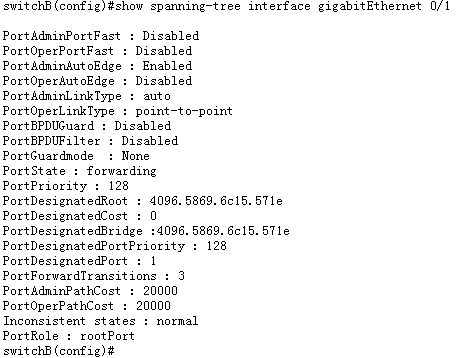 switchB(config)#show spanning-tree interface gigabitEthernet 0/1
PortAdminPortFast : Disabled
PortOperPortFast : Disabled
PortAdminAutoEdge : Enabled
PortOperAutoEdge : Disabled
PortAdminLinkType : auto
PortOperLinkType : point-to-point
PortBPDUGuard : Disabled
PortBPDUFilter : Disabled
PortGuardmode  : None
PortState : forwarding
PortPriority : 128
PortDesignatedRoot : 4096.5869.6c15.571e
PortDesignatedCost : 0
PortDesignatedBridge :4096.5869.6c15.571e
PortDesignatedPortPriority : 128
PortDesignatedPort : 1
PortForwardTransitions : 3
PortAdminPathCost : 20000
PortOperPathCost : 20000
Inconsistent states : normal
PortRole : rootPort
switchB(config)#